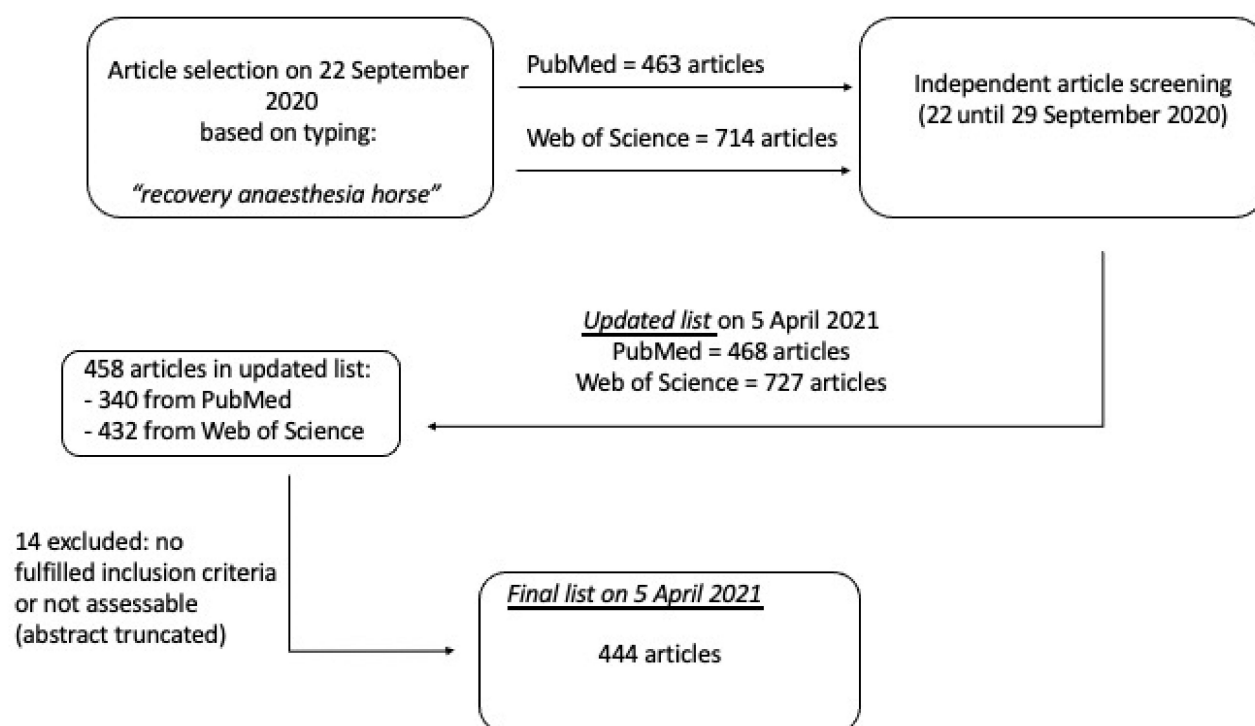 Article selection on 22 September
2020
based on typing:
“recovery anaesthesia horse”
PubMed = 463 articles
Web of Science = 714 articles
Independent article screening
(22 until 29 September 2020)
Updated list on 5 April 2021
PubMed = 468 articles
Web of Science = 727 articles
458 articles in updated list:
- 340 from PubMed
- 432 from Web of Science
14 excluded: no
fulfilled inclusion criteria
or not assessable
(abstract truncated)
Final list on 5 April 2021
444 articles